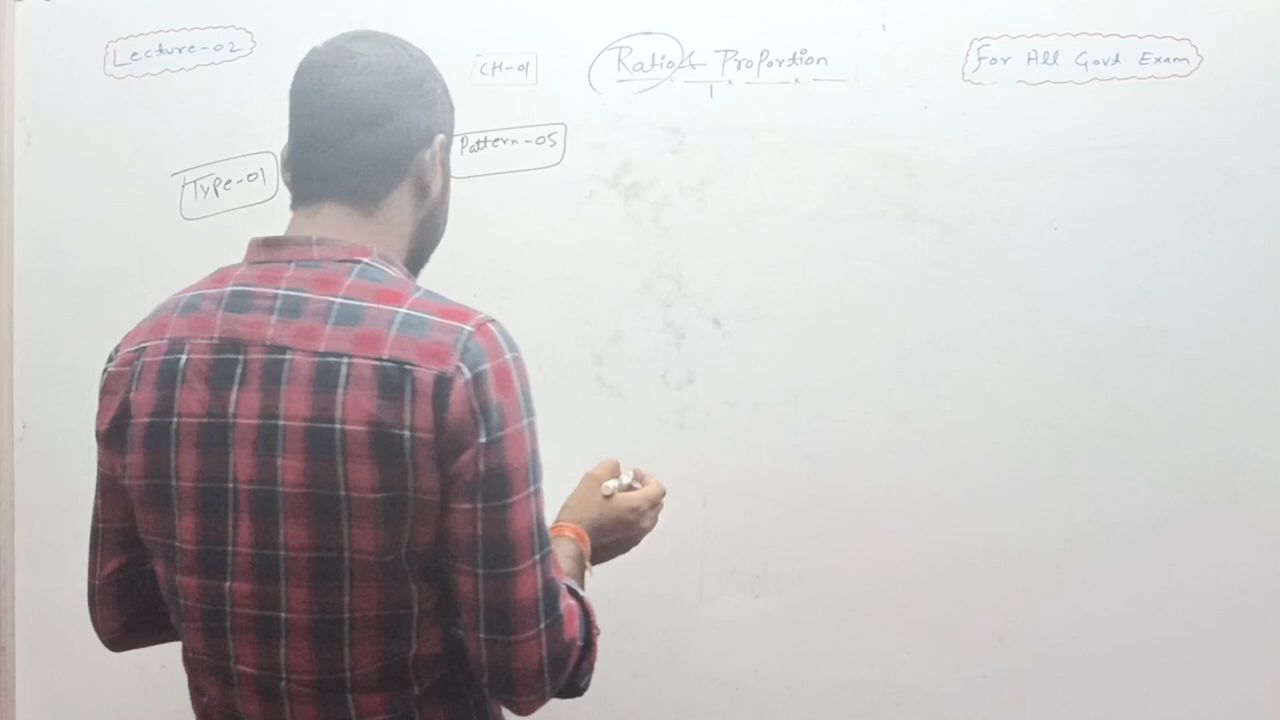 Lecture-02
CH-01
Ratio & Proportion
For All Govt Exam
Type-01
Pattern-05